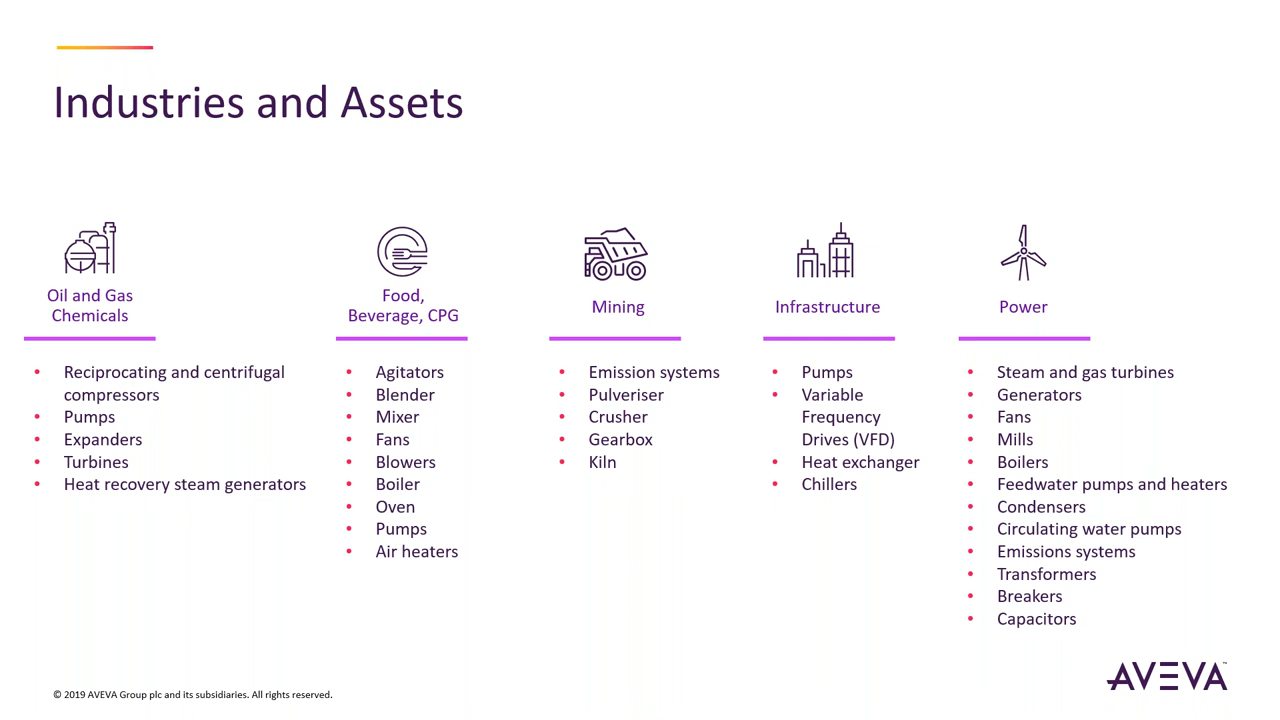 Industries and Assets
Oil and Gas
Chemicals
Reciprocating and centrifugal
compressors
Pumps
Expanders
Turbines
Heat recovery steam generators
Food,
Beverage, CPG
Agitators
Blender
Mixer
Fans
Blowers
Boiler
Oven
Pumps
Air heaters
Mining
Emission systems
Pulveriser
Crusher
Gearbox
Kiln
Infrastructure
Pumps
Variable
Frequency
Drives (VFD)
Heat exchanger
Chillers
Power
Steam and gas turbines
Generators
Fans
Mills
Boilers
Feedwater pumps and heaters
Condensers
Circulating water pumps
Emissions systems
Transformers
Breakers
Capacitors
© 2019 AVEVA Group plc and its subsidiaries. All rights reserved.
AVEVA™